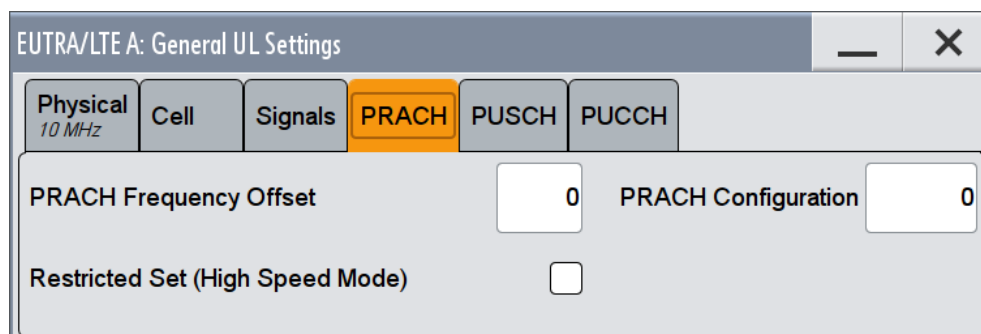 EUTRA/LTE A: General UL Settings
Physical Cell Signals PRACH PUSCH PUCCH
10 MHz
PRACH Frequency Offset 0 PRACH Configuration 0
Restricted Set (High Speed Mode)